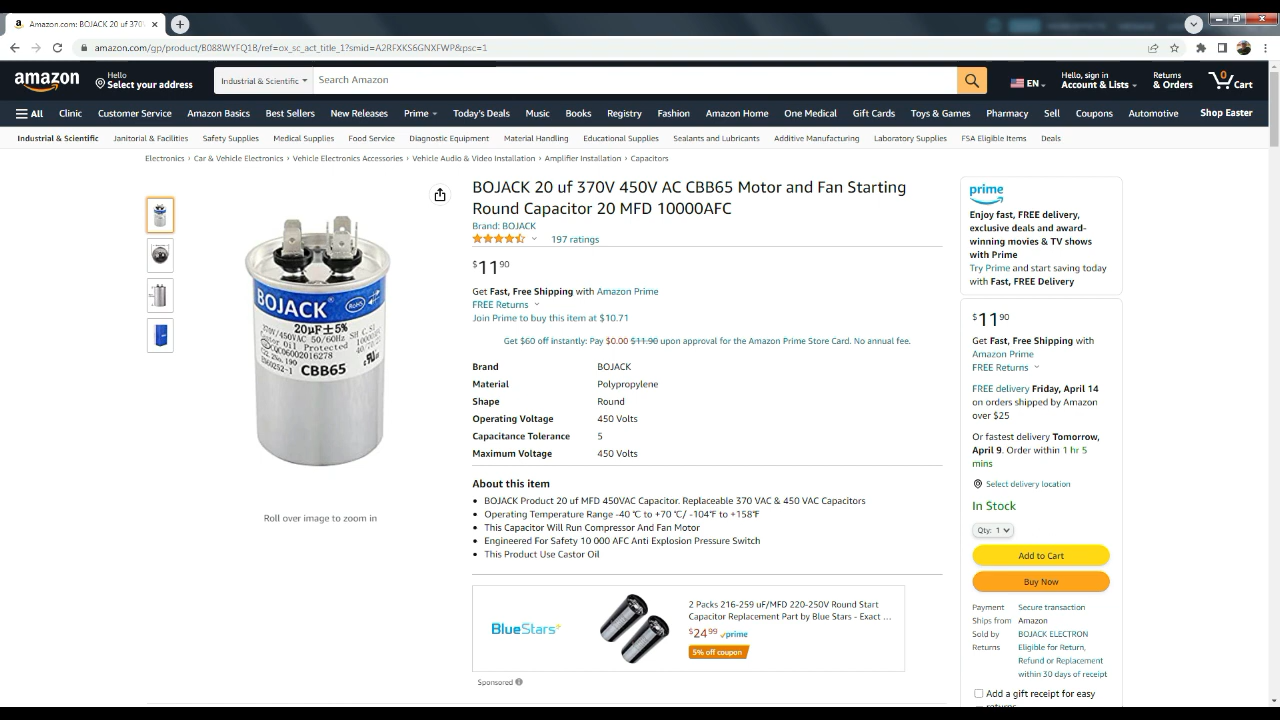 Amazon.com: BOJACK 20 uf 370V
amazon.com/gp/product/B088WYFQ1B/ref=ox_sc_act_title_1?smid=A2RFXKS6GNXFWP&psc=1
amazon
Hello
Select your address
Industrial & Scientific
Search Amazon
EN
Hello, sign in
Account & Lists
Returns
& Orders
0
Cart
All
Clinic
Customer Service
Amazon Basics
Best Sellers
New Releases
Prime
Today's Deals
Music
Books
Registry
Fashion
Amazon Home
One Medical
Gift Cards
Toys & Games
Pharmacy
Sell
Coupons
Automotive
Shop Easter
Industrial & Scientific
Janitorial & Facilities
Safety Supplies
Medical Supplies
Food Service
Diagnostic Equipment
Material Handling
Educational Supplies
Sealants and Lubricants
Additive Manufacturing
Laboratory Supplies
FSA Eligible Items
Deals
Electronics › Car & Vehicle Electronics › Vehicle Electronics Accessories › Vehicle Audio & Video Installation › Amplifier Installation › Capacitors
BOJACK
RoHS
20μF±5%
370V/450VAC 50/60Hz
CBB65
Roll over image to zoom in
BOJACK 20 uf 370V 450V AC CBB65 Motor and Fan Starting
Round Capacitor 20 MFD 10000AFC
Brand: BOJACK
197 ratings
$11 90
Get Fast, Free Shipping with Amazon Prime
FREE Returns
Join Prime to buy this item at $10.71
Get $60 off instantly: Pay $0.00 $11.90 upon approval for the Amazon Prime Store Card. No annual fee.
Brand BOJACK
Material Polypropylene
Shape Round
Operating Voltage 450 Volts
Capacitance Tolerance 5
Maximum Voltage 450 Volts
About this item
• BOJACK Product 20 uf MFD 450VAC Capacitor. Replaceable 370 VAC & 450 VAC Capacitors
• Operating Temperature Range -40 ℃ to +70 ℃/ -104℉ to +158℉
• This Capacitor Will Run Compressor And Fan Motor
• Engineered For Safety 10 000 AFC Anti Explosion Pressure Switch
• This Product Use Castor Oil
BlueStars
2 Packs 216-259 uF/MFD 220-250V Round Start
Capacitor Replacement Part by Blue Stars - Exact ...
$24 99 prime
5% off coupon
Sponsored
prime
Enjoy fast, FREE delivery,
exclusive deals and award-
winning movies & TV shows
with Prime
Try Prime and start saving today
with Fast, FREE Delivery
$11 90
Get Fast, Free Shipping with
Amazon Prime
FREE Returns
FREE delivery Friday, April 14
on orders shipped by Amazon
over $25
Or fastest delivery Tomorrow,
April 9. Order within 1 hr 5
mins
Select delivery location
In Stock
Qty: 1
Add to Cart
Buy Now
Payment Secure transaction
Ships from Amazon
Sold by BOJACK ELECTRON
Returns Eligible for Return,
Refund or Replacement
within 30 days of receipt
Add a gift receipt for easy
returns